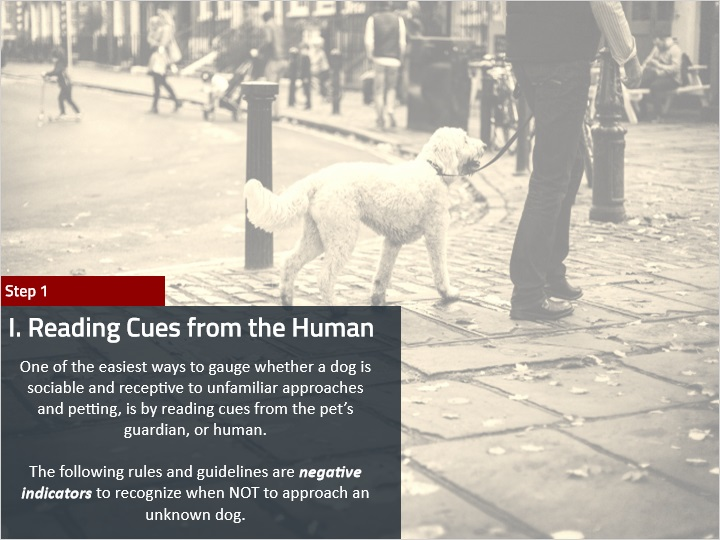 Step 1
I. Reading Cues from the Human
One of the easiest ways to gauge whether a dog is
sociable and receptive to unfamiliar approaches
and petting, is by reading cues from the pet’s
guardian, or human.
The following rules and guidelines are negative
indicators to recognize when NOT to approach an
unknown dog.